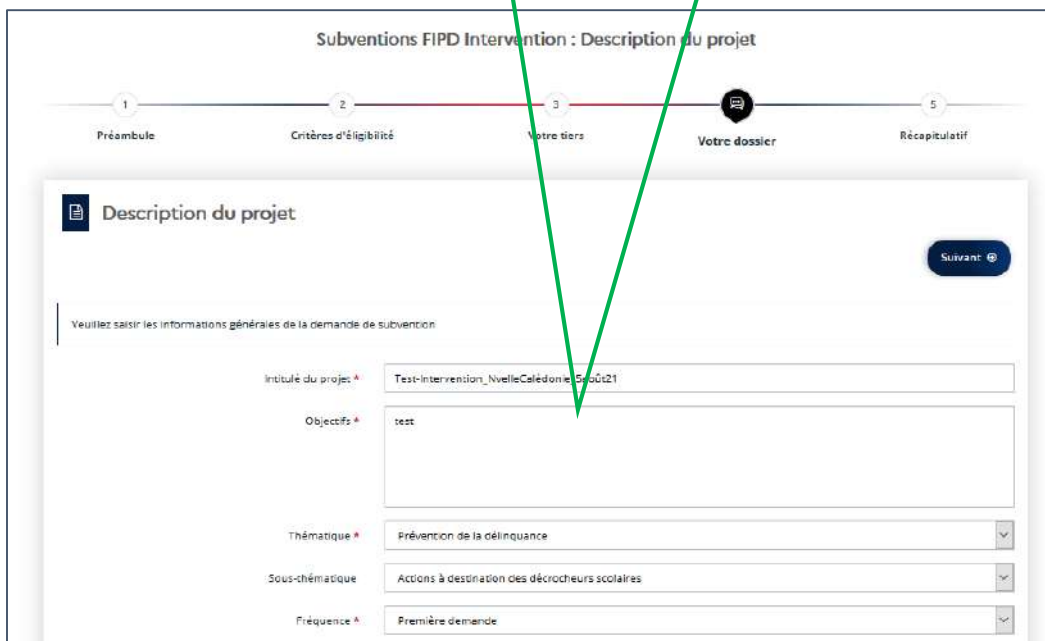 Subventions FIPD Intervention : Description du projet
1 2 3 5
Préambule Critères d'éligibilité Votre tiers Votre dossier Récapitulatif
Description du projet
Suivant
Veuillez saisir les informations générales de la demande de subvention
Intitulé du projet * Test-Intervention_NvelleCalédonie_5août21
Objectifs * test
Thématique * Prévention de la délinquance
Sous-thématique Actions à destination des décrocheurs scolaires
Fréquence * Première demande